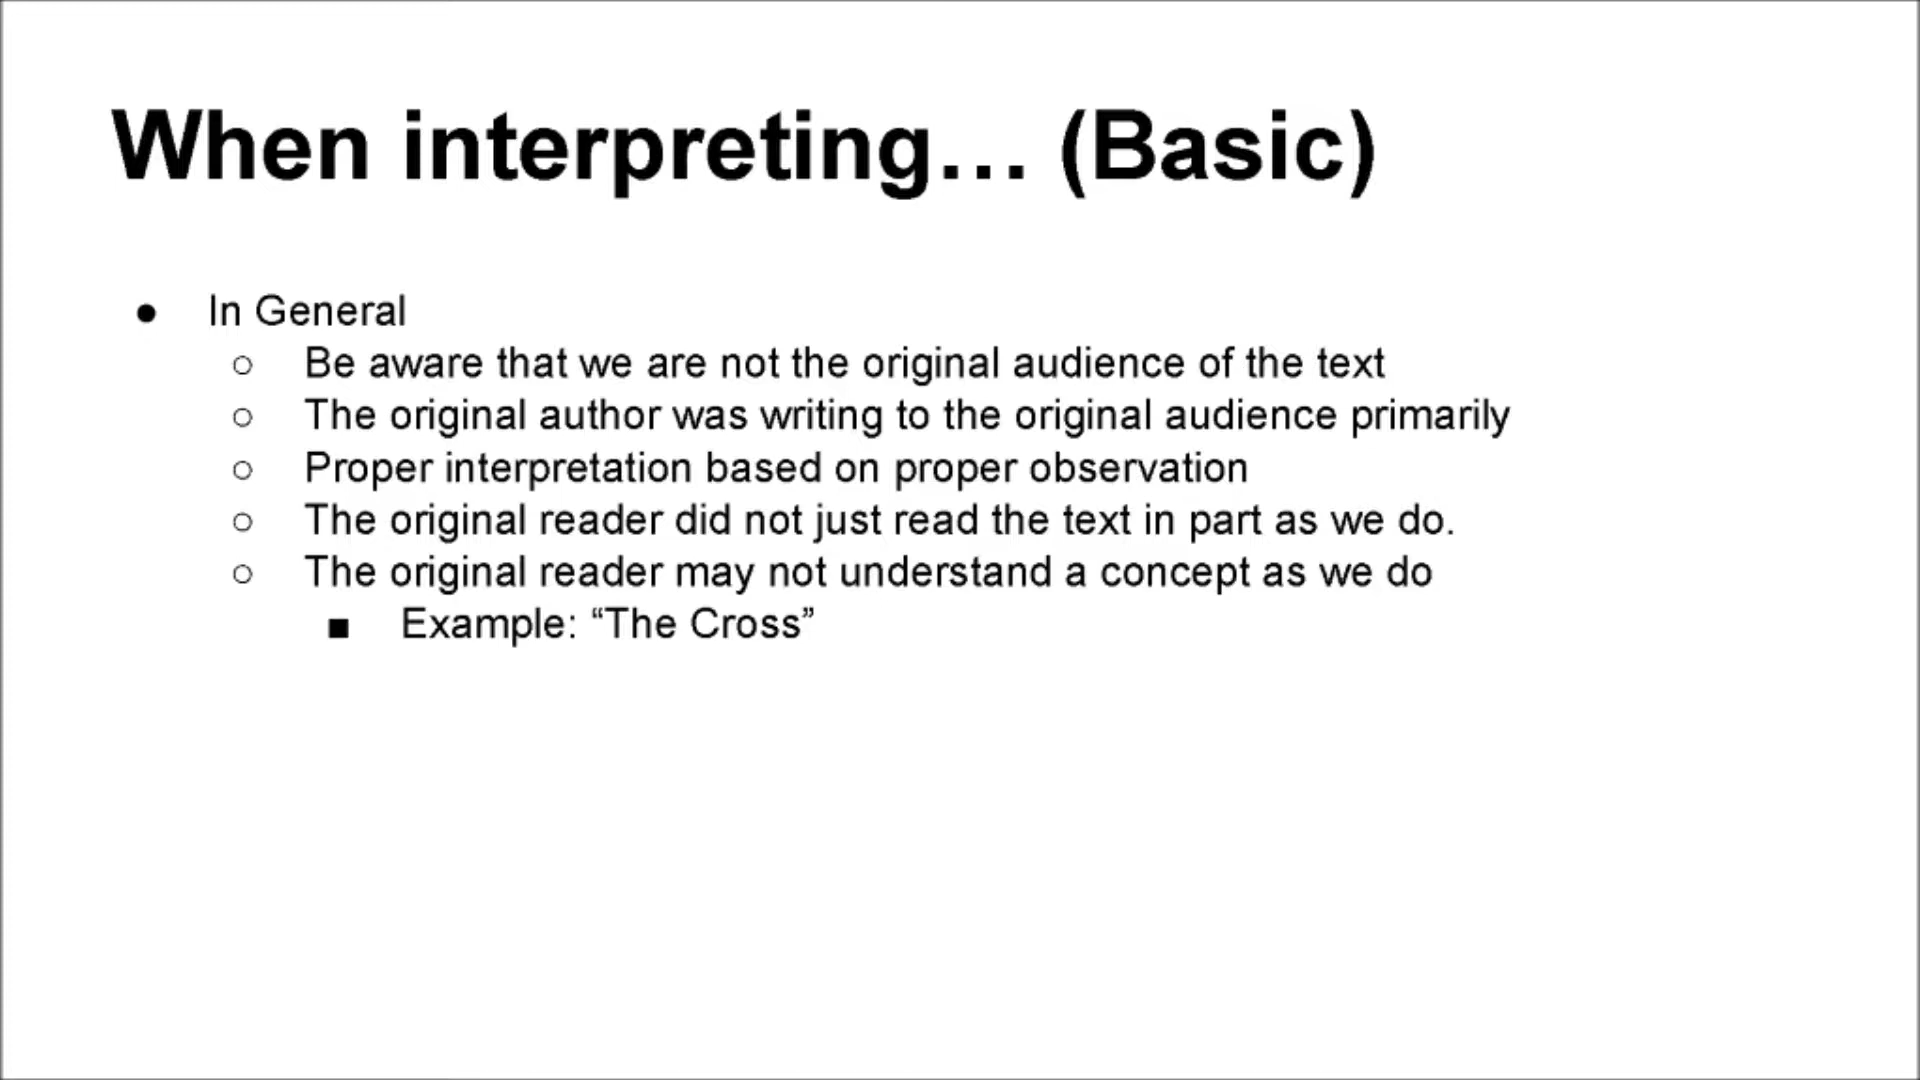 When interpreting… (Basic)
● In General
○ Be aware that we are not the original audience of the text
○ The original author was writing to the original audience primarily
○ Proper interpretation based on proper observation
○ The original reader did not just read the text in part as we do.
○ The original reader may not understand a concept as we do
■ Example: “The Cross”